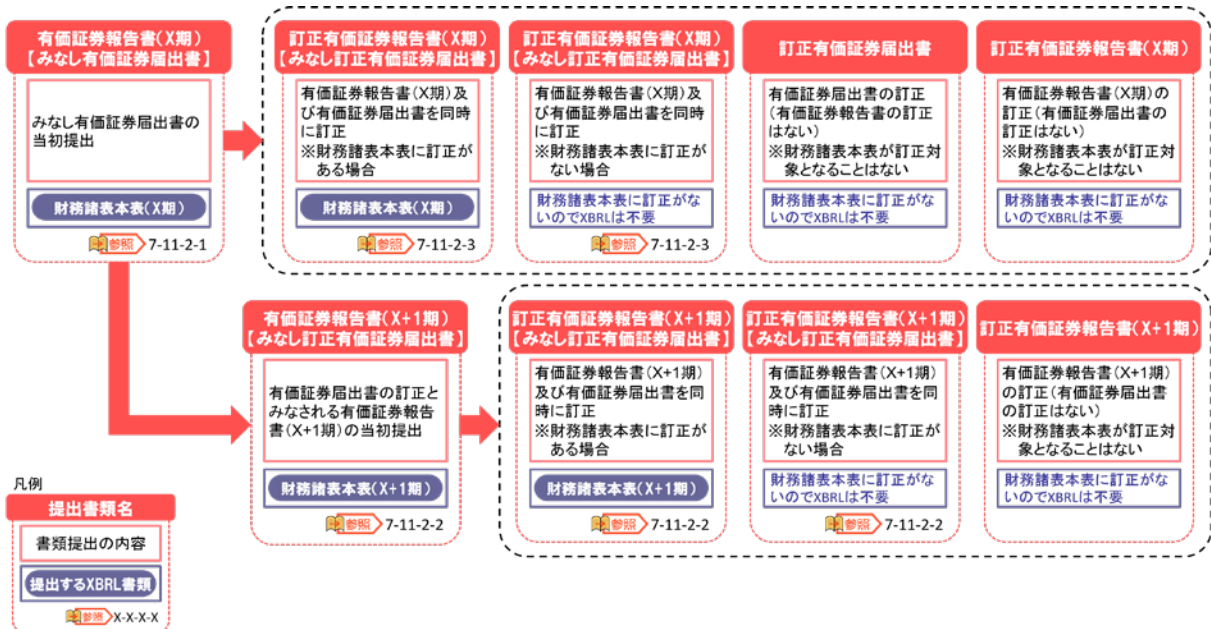 有価証券報告書(X期)
【みなし有価証券届出書】
みなし有価証券届出書の
当初提出
財務諸表本表(X期)
参照 7-11-2-1
訂正有価証券報告書(X期)
【みなし訂正有価証券届出書】
有価証券報告書(X期)及
び有価証券届出書を同時
に訂正
※財務諸表本表に訂正が
ある場合
財務諸表本表(X期)
参照 7-11-2-3
訂正有価証券報告書(X期)
【みなし訂正有価証券届出書】
有価証券報告書(X期)及
び有価証券届出書を同時
に訂正
※財務諸表本表に訂正が
ない場合
財務諸表本表に訂正がな
いのでXBRLは不要
参照 7-11-2-3
訂正有価証券届出書
有価証券届出書の訂正
(有価証券報告書の訂正
はない)
※財務諸表本表が訂正対
象となることはない
財務諸表本表に訂正がな
いのでXBRLは不要
訂正有価証券報告書(X期)
有価証券報告書(X期)の
訂正(有価証券届出書の
訂正はない)
※財務諸表本表が訂正対
象となることはない
財務諸表本表に訂正がな
いのでXBRLは不要
有価証券報告書(X+1期)
【みなし訂正有価証券届出書】
有価証券届出書の訂正と
みなされる有価証券報告
書(X+1期)の当初提出
財務諸表本表(X+1期)
参照 7-11-2-2
訂正有価証券報告書(X+1期)
【みなし訂正有価証券届出書】
有価証券報告書(X+1期)
及び有価証券届出書を同
時に訂正
※財務諸表本表に訂正が
ある場合
財務諸表本表(X+1期)
参照 7-11-2-2
訂正有価証券報告書(X+1期)
【みなし訂正有価証券届出書】
有価証券報告書(X+1期)
及び有価証券届出書を同
時に訂正
※財務諸表本表に訂正が
ない場合
財務諸表本表に訂正がな
いのでXBRLは不要
参照 7-11-2-2
訂正有価証券報告書(X+1期)
有価証券報告書(X+1期)
の訂正(有価証券届出書
の訂正はない)
※財務諸表本表が訂正対
象となることはない
財務諸表本表に訂正がな
いのでXBRLは不要
凡例
提出書類名
書類提出の内容
提出するXBRL書類
参照 X-X-X-X